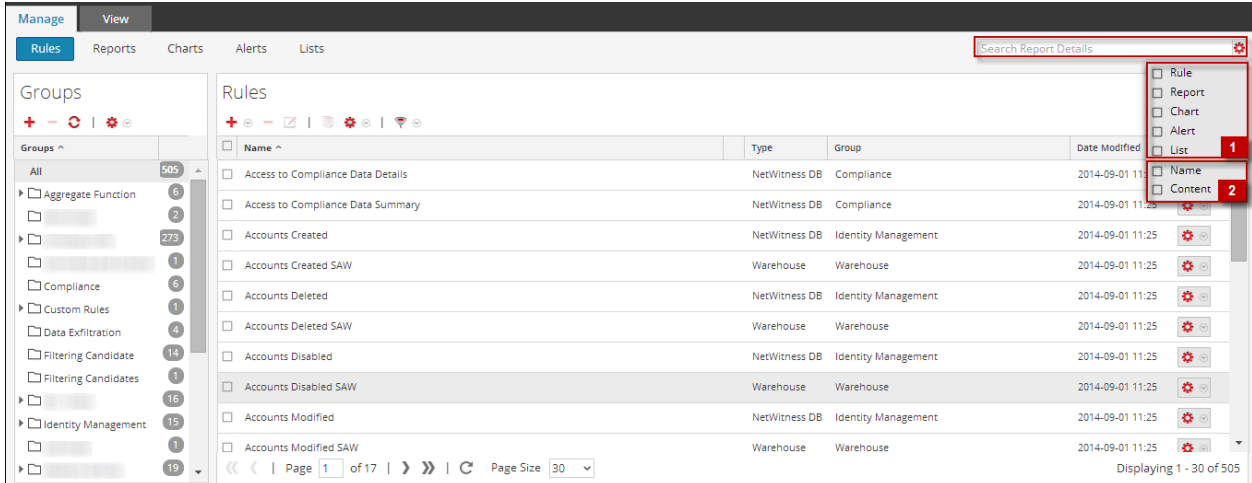 Manage View
Rules Reports Charts Alerts Lists Search Report Details
Rule
Report
Chart
Alert
List 1
Name
Content 2
Groups
Groups
All 505
Aggregate Function 6
2
273
1
Compliance 6
Custom Rules 1
Data Exfiltration 4
Filtering Candidate 14
Filtering Candidates 1
16
Identity Management 15
1
19
Rules
Name Type Group Date Modified
Access to Compliance Data Details NetWitness DB Compliance 2014-09-01 11:
Access to Compliance Data Summary NetWitness DB Compliance 2014-09-01 11:25
Accounts Created NetWitness DB Identity Management 2014-09-01 11:25
Accounts Created SAW Warehouse Warehouse 2014-09-01 11:25
Accounts Deleted NetWitness DB Identity Management 2014-09-01 11:25
Accounts Deleted SAW Warehouse Warehouse 2014-09-01 11:25
Accounts Disabled NetWitness DB Identity Management 2014-09-01 11:25
Accounts Disabled SAW Warehouse Warehouse 2014-09-01 11:25
Accounts Modified NetWitness DB Identity Management 2014-09-01 11:25
Accounts Modified SAW Warehouse Warehouse 2014-09-01 11:25
Page 1 of 17 Page Size 30 Displaying 1 - 30 of 505